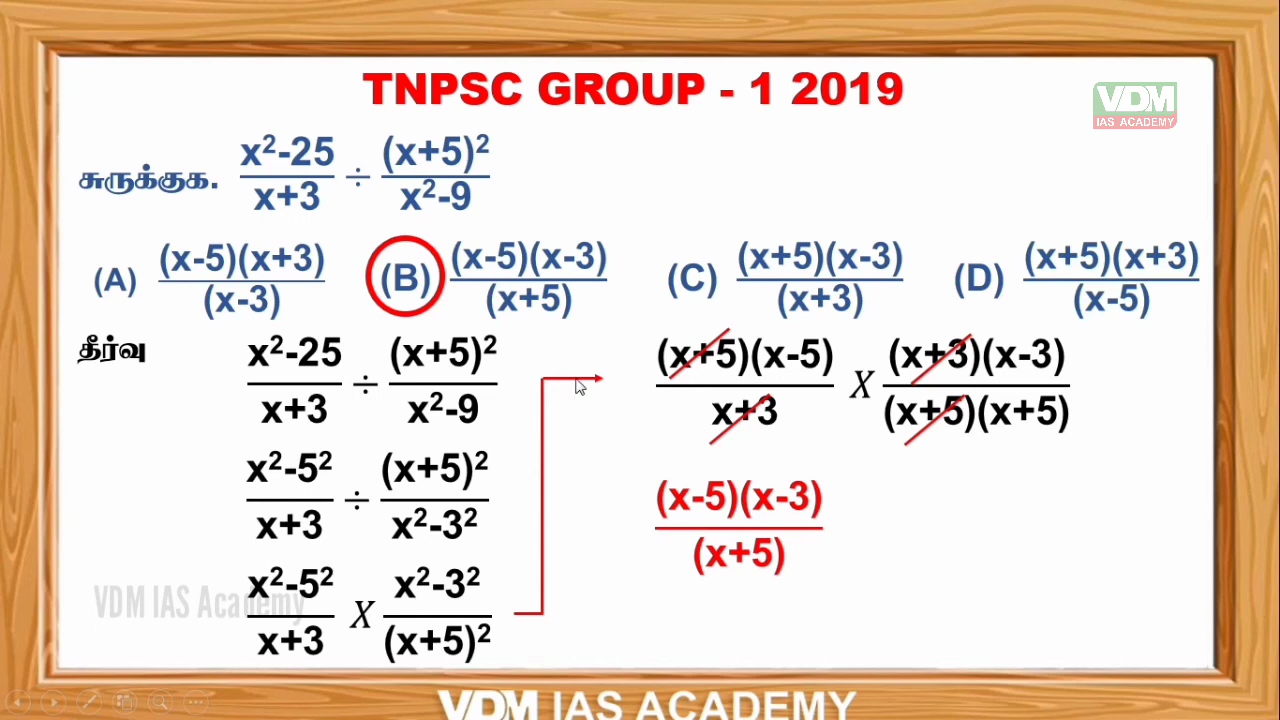 TNPSC GROUP - 1 2019
VDM
IAS ACADEMY
சுருக்குக. x²-25/x+3 ÷ (x+5)²/x²-9
(A) (x-5)(x+3)/(x-3) (B) (x-5)(x-3)/(x+5) (C) (x+5)(x-3)/(x+3) (D) (x+5)(x+3)/(x-5)
தீர்வு
x²-25/x+3 ÷ (x+5)²/x²-9
x²-5²/x+3 ÷ (x+5)²/x²-3²
x²-5²/x+3 X x²-3²/(x+5)²
(x+5)(x-5)/x+3 X (x+3)(x-3)/(x+5)(x+5)
(x-5)(x-3)/(x+5)
VDM IAS Academy
VDM IAS ACADEMY